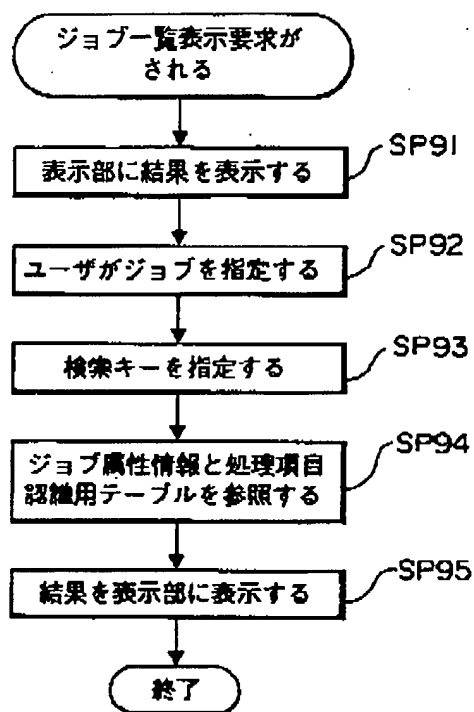 ジョブ一覧表示要求が
される
SP91
表示部に結果を表示する
SP92
ユーザがジョブを指定する
SP93
検索キーを指定する
SP94
ジョブ属性情報と処理項目
認識用テーブルを参照する
SP95
結果を表示部に表示する
終了